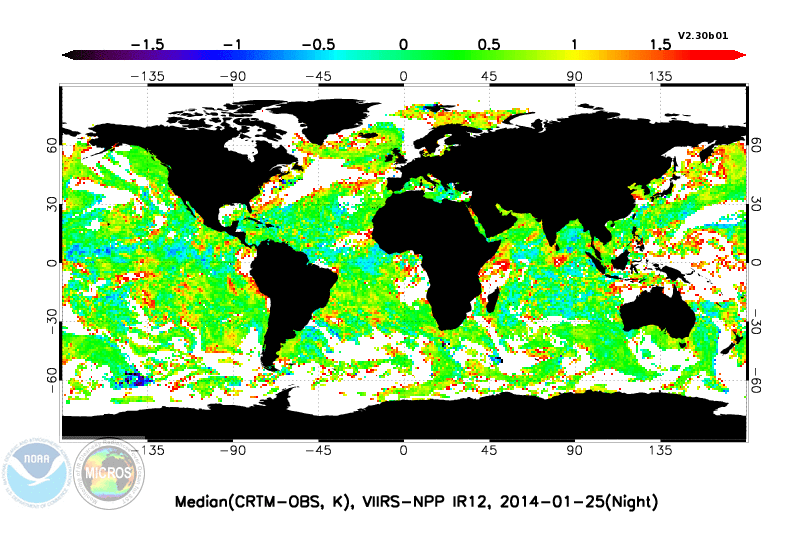 V2.30b01
−1.5 −1 −0.5 0 0.5 1 1.5
−135 −90 −45 0 45 90 135
60 60
30 30
0 0
−30 −30
−60 −60
−135 −90 −45 0 45 90 135
NOAA
MICROS
Median(CRTM−OBS, K), VIIRS−NPP IR12, 2014−01−25(Night)